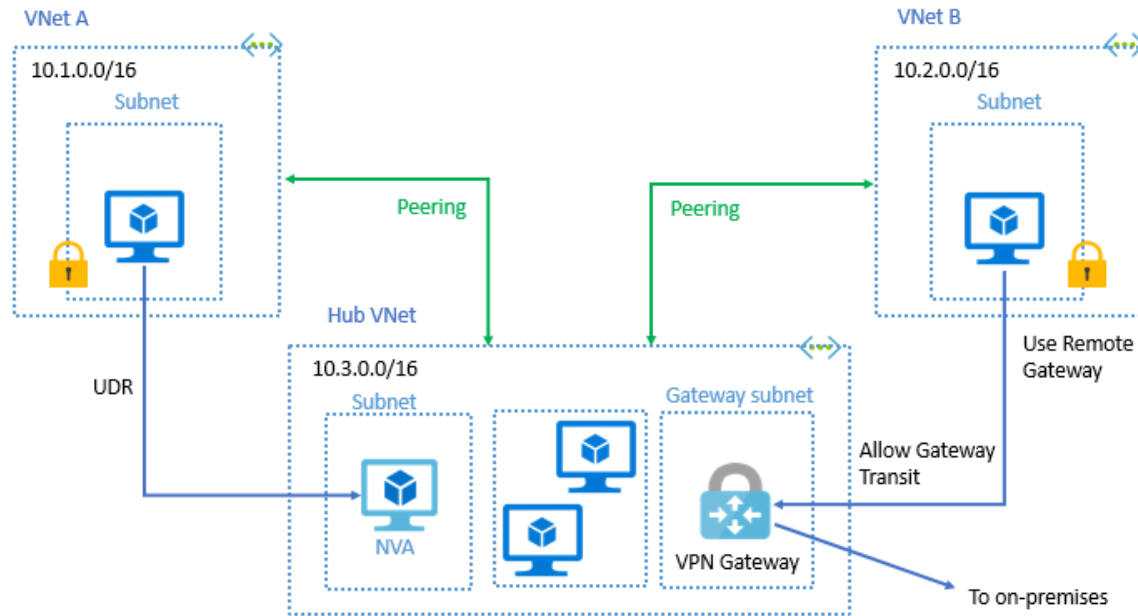 VNet A
VNet B
10.1.0.0/16
10.2.0.0/16
Subnet
Subnet
Peering
Peering
Hub VNet
Use Remote
Gateway
10.3.0.0/16
UDR
Subnet
Gateway subnet
Allow Gateway
Transit
NVA
VPN Gateway
To on-premises